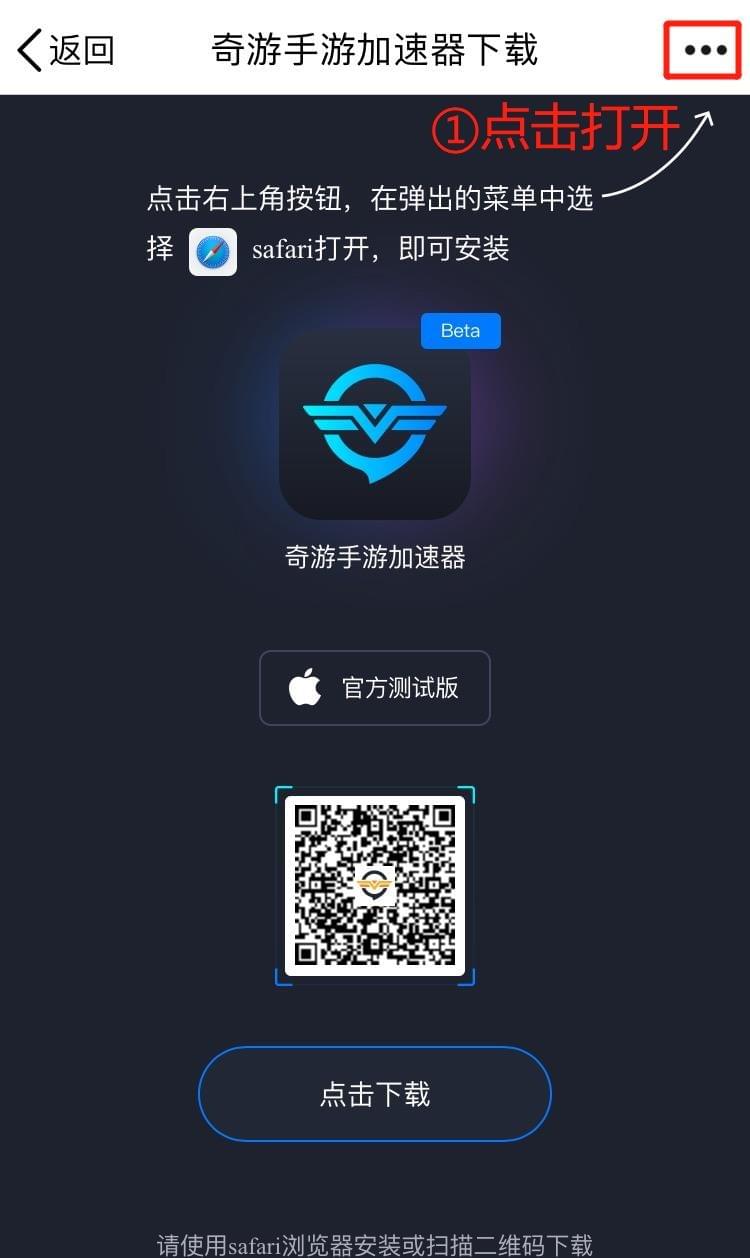 返回
奇游手游加速器下载
①点击打开
点击右上角按钮，在弹出的菜单中选
择 safari打开，即可安装
Beta
奇游手游加速器
官方测试版
点击下载
请使用safari浏览器安装或扫描二维码下载